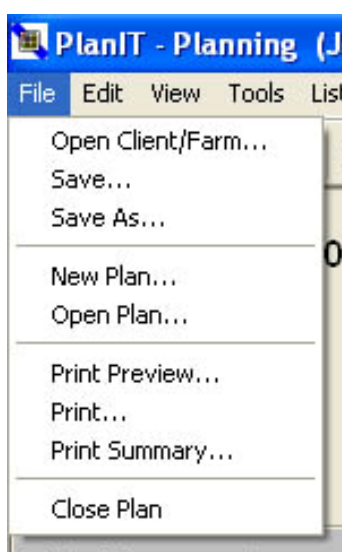 PlanIT - Planning (J
File Edit View Tools List
Open Client/Farm...
Save...
Save As...
New Plan...
Open Plan...
Print Preview...
Print...
Print Summary...
Close Plan